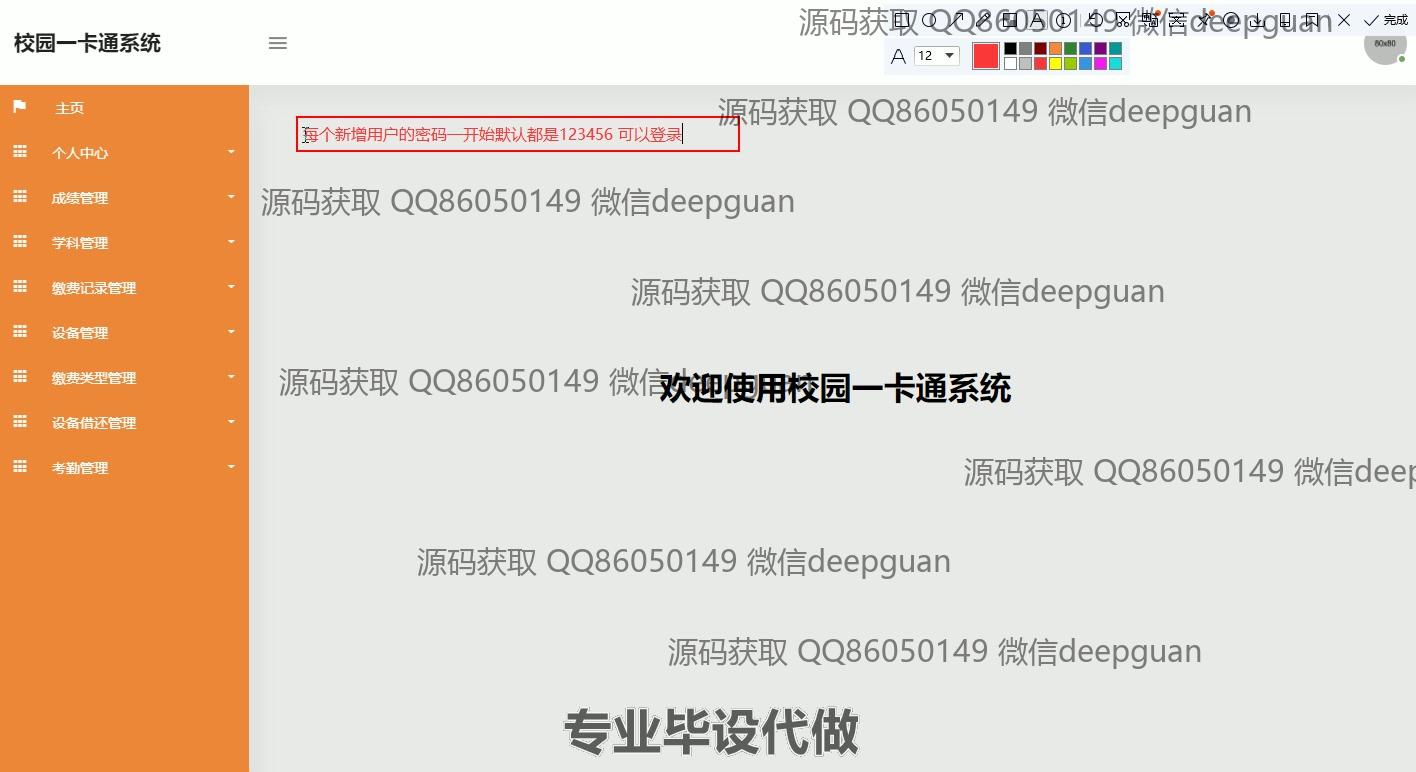 源码获取 QQ86050149 微信deepguan
完成
校园一卡通系统
12
80x80
主页
源码获取 QQ86050149 微信deepguan
每个新增用户的密码一开始默认都是123456 可以登录
个人中心
成绩管理
源码获取 QQ86050149 微信deepguan
学科管理
缴费记录管理
源码获取 QQ86050149 微信deepguan
设备管理
缴费类型管理
源码获取 QQ86050149 微信deepguan
欢迎使用校园一卡通系统
设备借还管理
考勤管理
源码获取 QQ86050149 微信deep
源码获取 QQ86050149 微信deepguan
源码获取 QQ86050149 微信deepguan
专业毕设代做